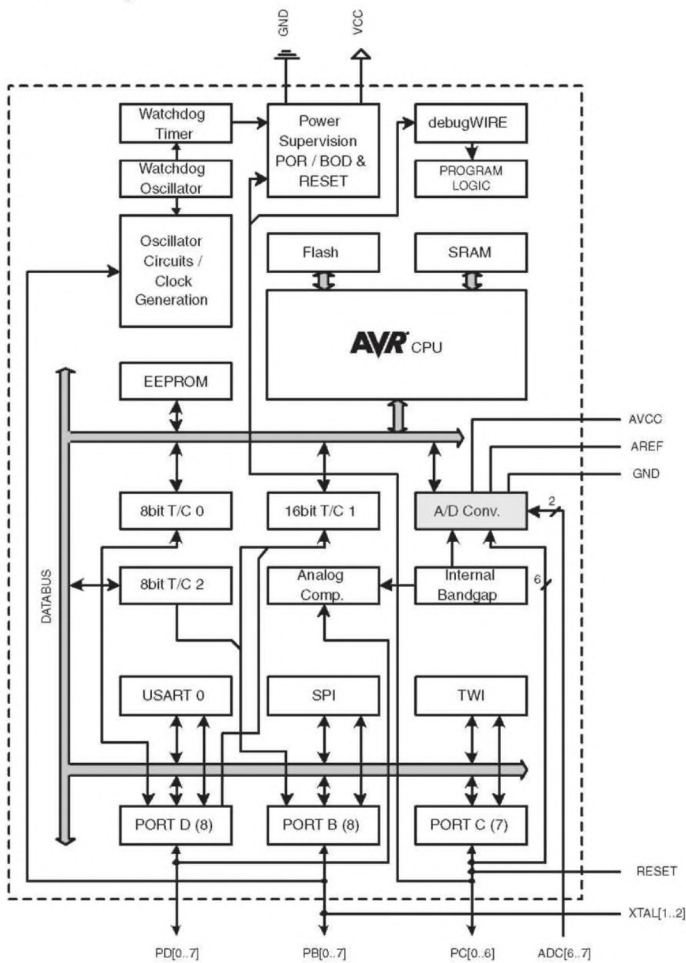 GND
VCC
Watchdog
Timer
Power
Supervision
POR / BOD &
RESET
debugWIRE
Watchdog
Oscillator
PROGRAM
LOGIC
Oscillator
Circuits /
Clock
Generation
Flash
SRAM
AVR CPU
EEPROM
AVCC
AREF
GND
8bit T/C 0
16bit T/C 1
A/D Conv.
2
DATABUS
8bit T/C 2
Analog
Comp.
Internal
Bandgap
6
USART 0
SPI
TWI
PORT D (8)
PORT B (8)
PORT C (7)
RESET
XTAL[1..2]
PD[0..7]
PB[0..7]
PC[0..6]
ADC[6..7]